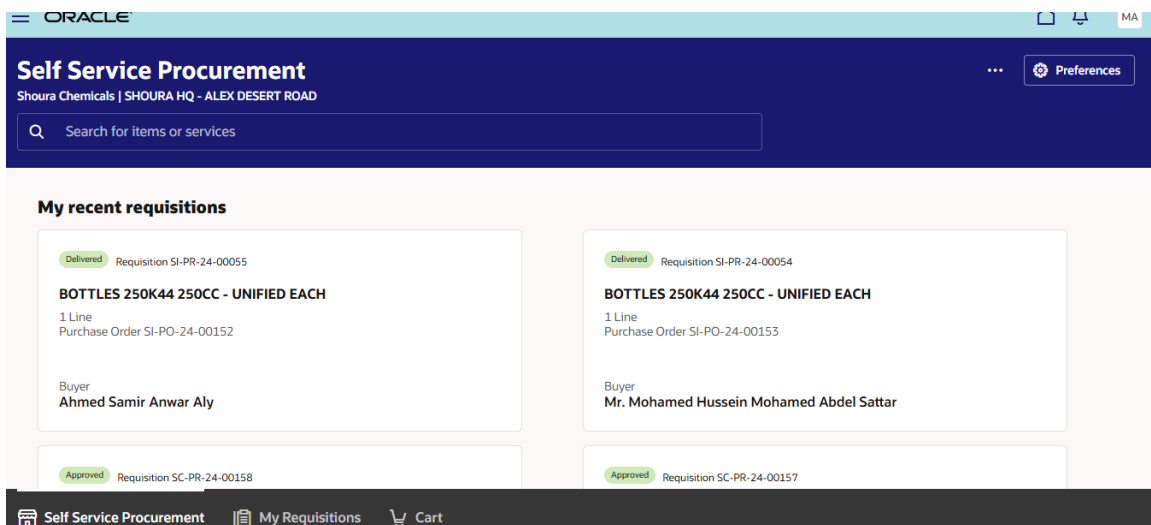 ORACLE
MA
Self Service Procurement
Preferences
Shoura Chemicals | SHOURA HQ - ALEX DESERT ROAD
Search for items or services
My recent requisitions
Delivered Requisition SI-PR-24-00055
BOTTLES 250K44 250CC - UNIFIED EACH
1 Line
Purchase Order SI-PO-24-00152
Buyer
Ahmed Samir Anwar Aly
Delivered Requisition SI-PR-24-00054
BOTTLES 250K44 250CC - UNIFIED EACH
1 Line
Purchase Order SI-PO-24-00153
Buyer
Mr. Mohamed Hussein Mohamed Abdel Sattar
Approved Requisition SC-PR-24-00158
Approved Requisition SC-PR-24-00157
Self Service Procurement My Requisitions Cart